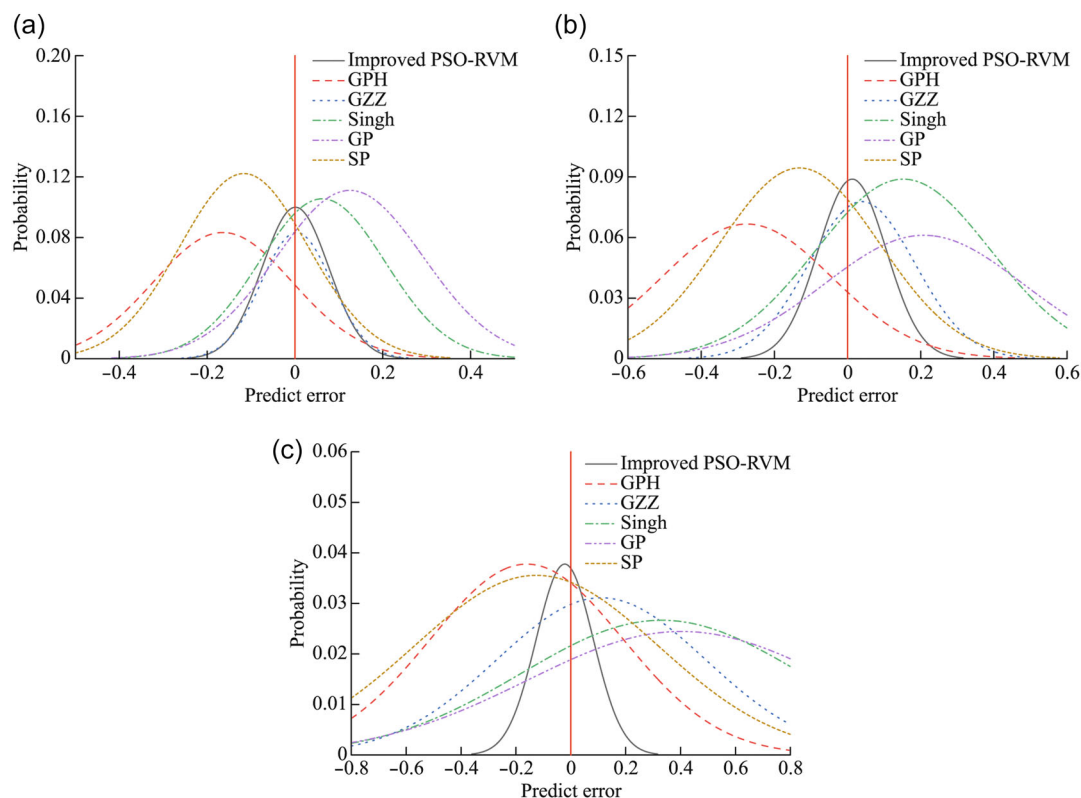 (a)
Probability
0.20
0.16
0.12
0.08
0.04
0
−0.4
−0.2
0
0.2
0.4
Predict error
Improved PSO-RVM
GPH
GZZ
Singh
GP
SP
(b)
Probability
0.15
0.12
0.09
0.06
0.03
0
−0.6
−0.4
−0.2
0
0.2
0.4
0.6
Predict error
Improved PSO-RVM
GPH
GZZ
Singh
GP
SP
(c)
Probability
0.06
0.05
0.04
0.03
0.02
0.01
0
−0.8
−0.6
−0.4
−0.2
0
0.2
0.4
0.6
0.8
Predict error
Improved PSO-RVM
GPH
GZZ
Singh
GP
SP